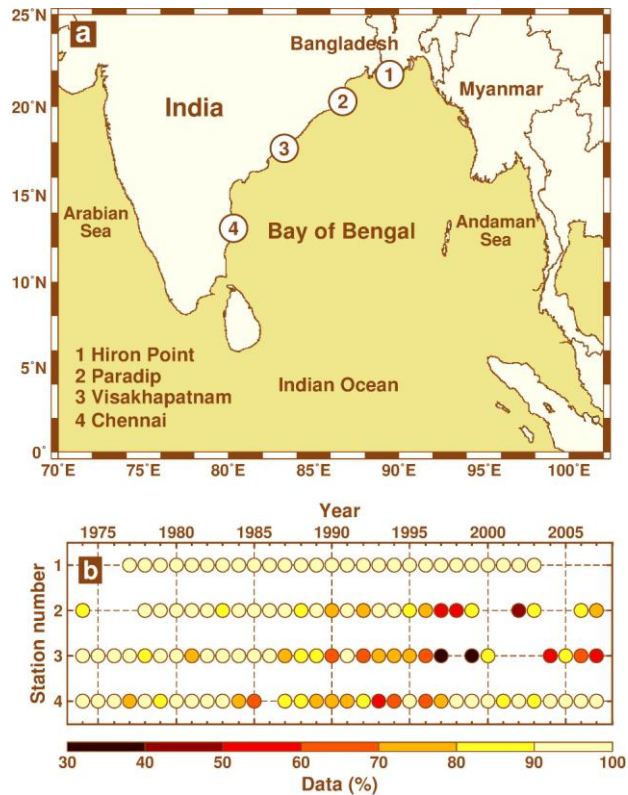 25°N
a
Bangladesh
1
Myanmar
India
2
20°N
3
15°N
Arabian
Sea
4
Bay of Bengal
Andaman
Sea
10°N
1 Hiron Point
2 Paradip
3 Visakhapatnam
4 Chennai
5°N
Indian Ocean
0°
70°E 75°E 80°E 85°E 90°E 95°E 100°E
Year
1975 1980 1985 1990 1995 2000 2005
b
Station number
1
2
3
4
30 40 50 60 70 80 90 100
Data (%)